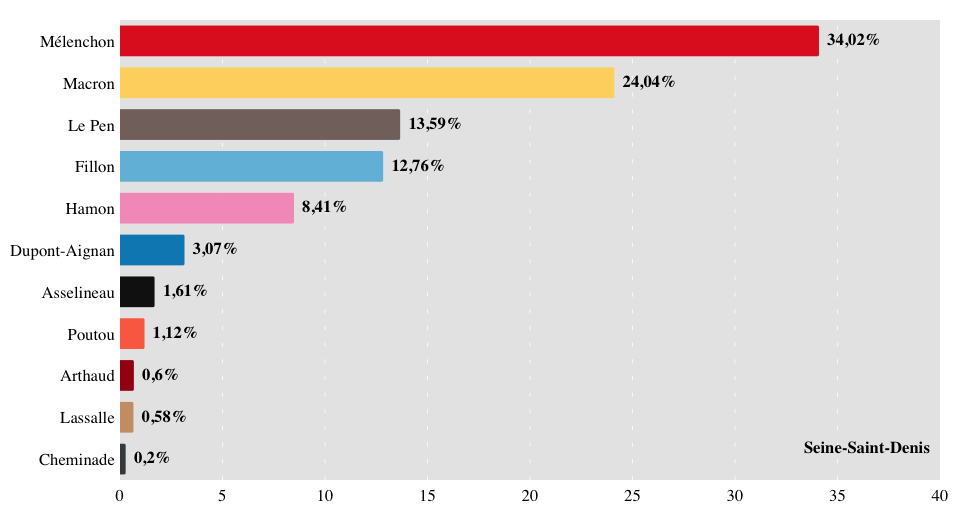 Mélenchon 34,02%
Macron 24,04%
Le Pen 13,59%
Fillon 12,76%
Hamon 8,41%
Dupont-Aignan 3,07%
Asselineau 1,61%
Poutou 1,12%
Arthaud 0,6%
Lassalle 0,58%
Seine-Saint-Denis
Cheminade 0,2%
0 5 10 15 20 25 30 35 40